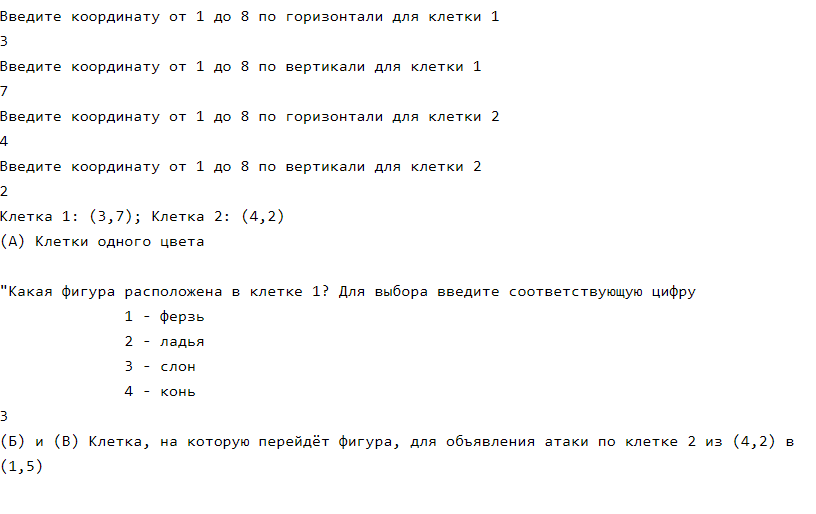 Введите координату от 1 до 8 по горизонтали для клетки 1
3
Введите координату от 1 до 8 по вертикали для клетки 1
7
Введите координату от 1 до 8 по горизонтали для клетки 2
4
Введите координату от 1 до 8 по вертикали для клетки 2
2
Клетка 1: (3,7); Клетка 2: (4,2)
(А) Клетки одного цвета
"Какая фигура расположена в клетке 1? Для выбора введите соответствующую цифру
1 - ферзь
2 - ладья
3 - слон
4 - конь
3
(Б) и (В) Клетка, на которую перейдёт фигура, для объявления атаки по клетке 2 из (4,2) в
(1,5)